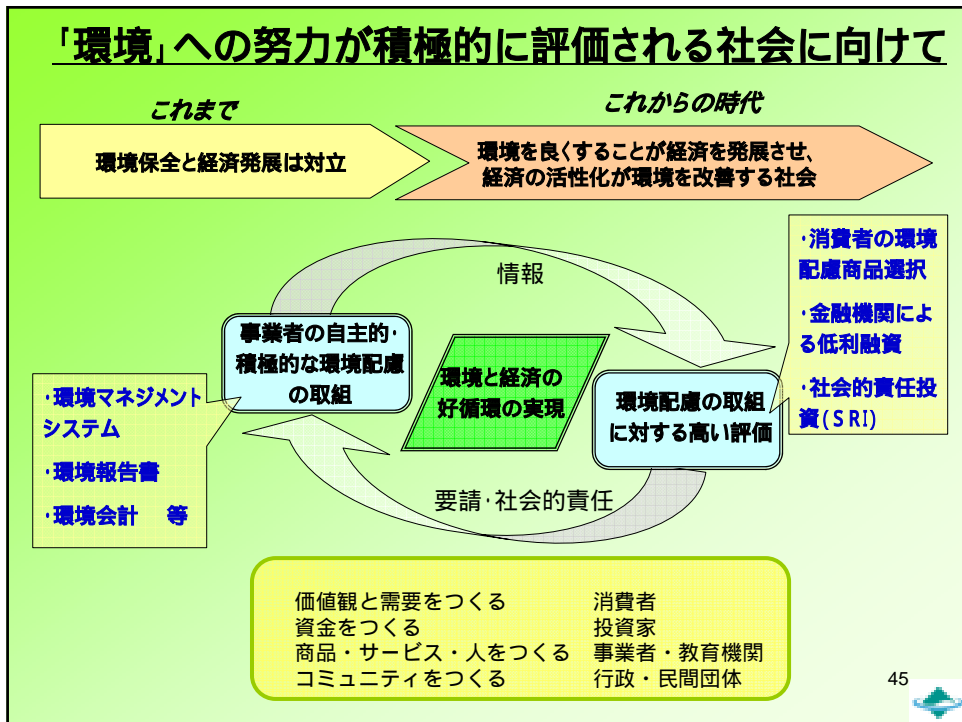 「環境」への努力が積極的に評価される社会に向けて
これまで
これからの時代
環境保全と経済発展は対立
環境を良くすることが経済を発展させ、
経済の活性化が環境を改善する社会
・消費者の環境
配慮商品選択
・金融機関によ
る低利融資
・社会的責任投
資(SRI)
情報
事業者の自主的・
積極的な環境配慮
の取組
環境と経済の
好循環の実現
環境配慮の取組
に対する高い評価
・環境マネジメント
システム
・環境報告書
・環境会計　等
要請・社会的責任
価値観と需要をつくる　消費者
資金をつくる　投資家
商品・サービス・人をつくる　事業者・教育機関
コミュニティをつくる　行政・民間団体
45